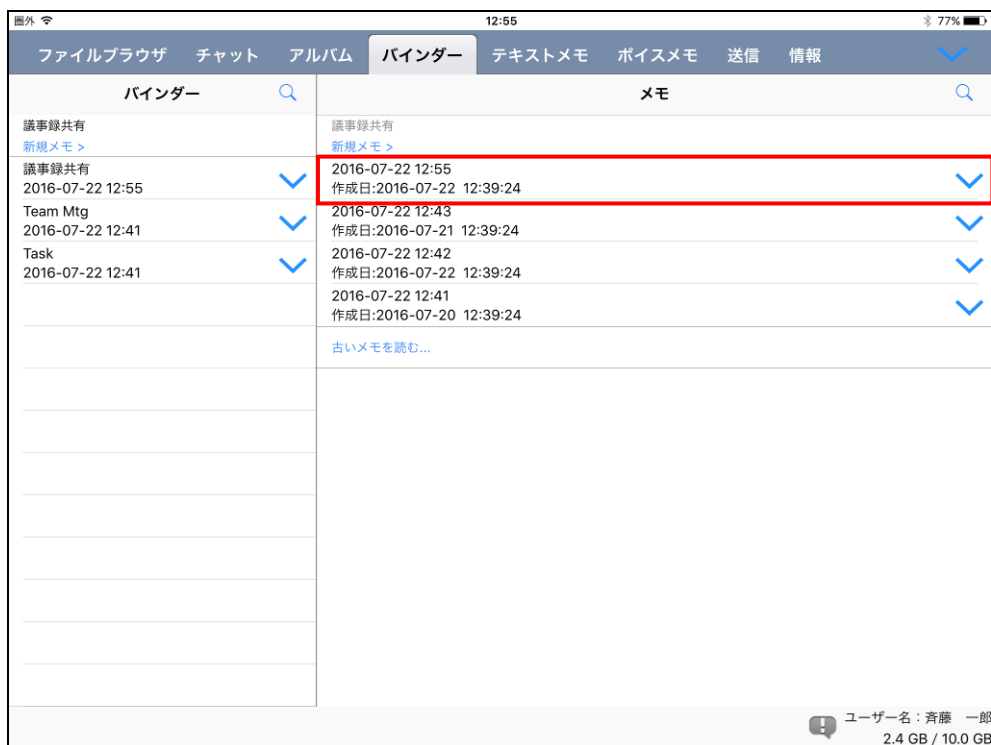 圏外 12:55 77%
ファイルブラウザ チャット アルバム バインダー テキストメモ ボイスメモ 送信 情報
バインダー
議事録共有
新規メモ >
議事録共有
2016-07-22 12:55
Team Mtg
2016-07-22 12:41
Task
2016-07-22 12:41
メモ
議事録共有
新規メモ >
2016-07-22 12:55
作成日:2016-07-22 12:39:24
2016-07-22 12:43
作成日:2016-07-21 12:39:24
2016-07-22 12:42
作成日:2016-07-22 12:39:24
2016-07-22 12:41
作成日:2016-07-20 12:39:24
古いメモを読む...
ユーザー名：斉藤　一郎
2.4 GB / 10.0 GB